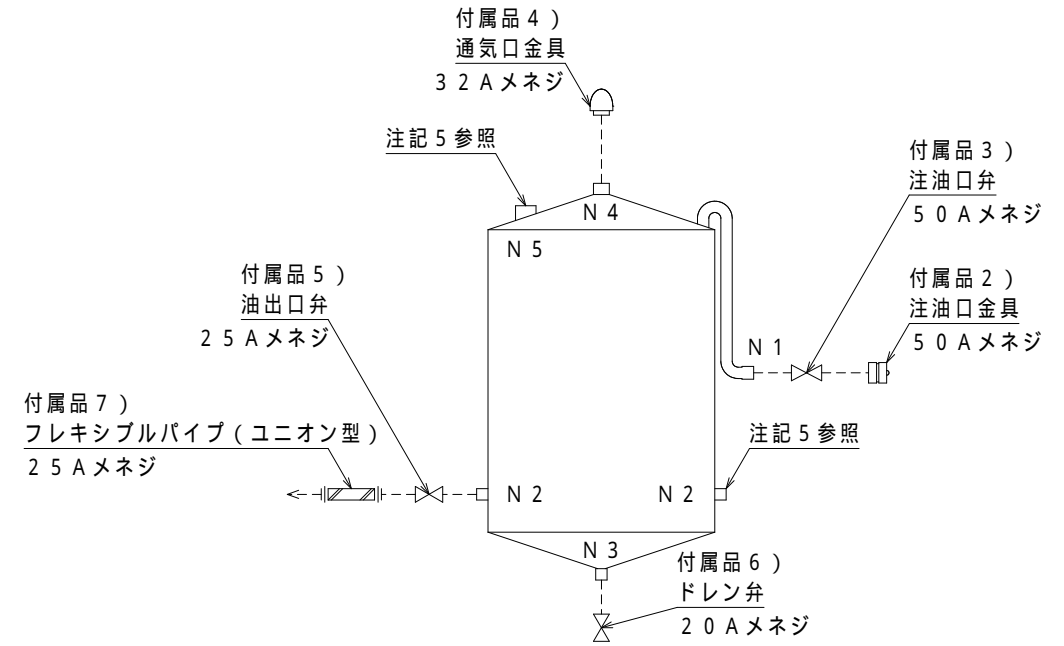 付属品４）
通気口金具
３２Ａメネジ
注記５参照
付属品３）
注油口弁
５０Ａメネジ
Ｎ４
Ｎ５
付属品５）
油出口弁
２５Ａメネジ
付属品２）
注油口金具
５０Ａメネジ
Ｎ１
付属品７）
フレキシブルパイプ（ユニオン型）
２５Ａメネジ
注記５参照
Ｎ２
Ｎ２
Ｎ３
付属品６）
ドレン弁
２０Ａメネジ